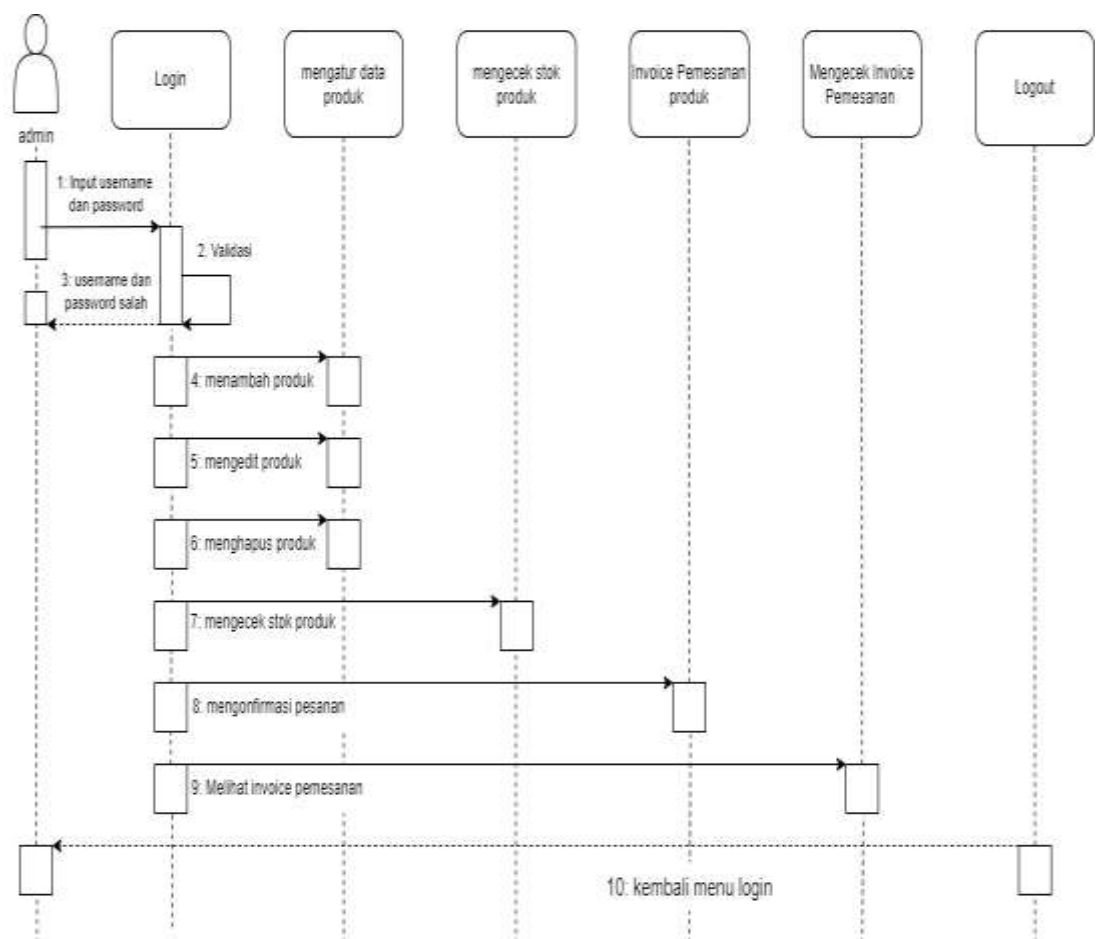 Login
mengatur data
produk
mengecek stok
produk
Invoice Pemesanan
produk
Mengecek Invoice
Pemesanan
Logout
admin
1: Input username
dan password
2. Validasi
3: username dan
password salah
4: menambah produk
5: mengedit produk
6: menghapus produk
7: mengecek stok produk
8: mengonfirmasi pesanan
9: Melihat invoice pemesanan
10: kembali menu login